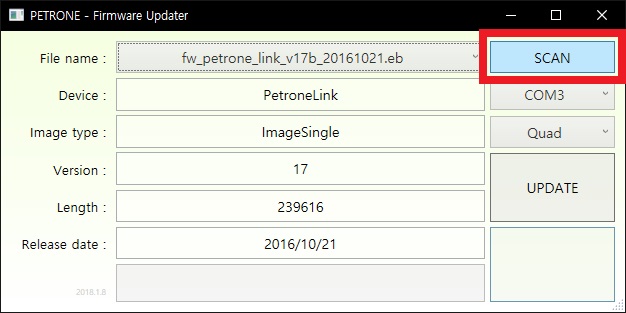 PETRONE - Firmware Updater
File name : fw_petrone_link_v17b_20161021.eb SCAN
Device : PetroneLink COM3
Image type : ImageSingle Quad
Version : 17 UPDATE
Length : 239616
Release date : 2016/10/21
2018.1.8